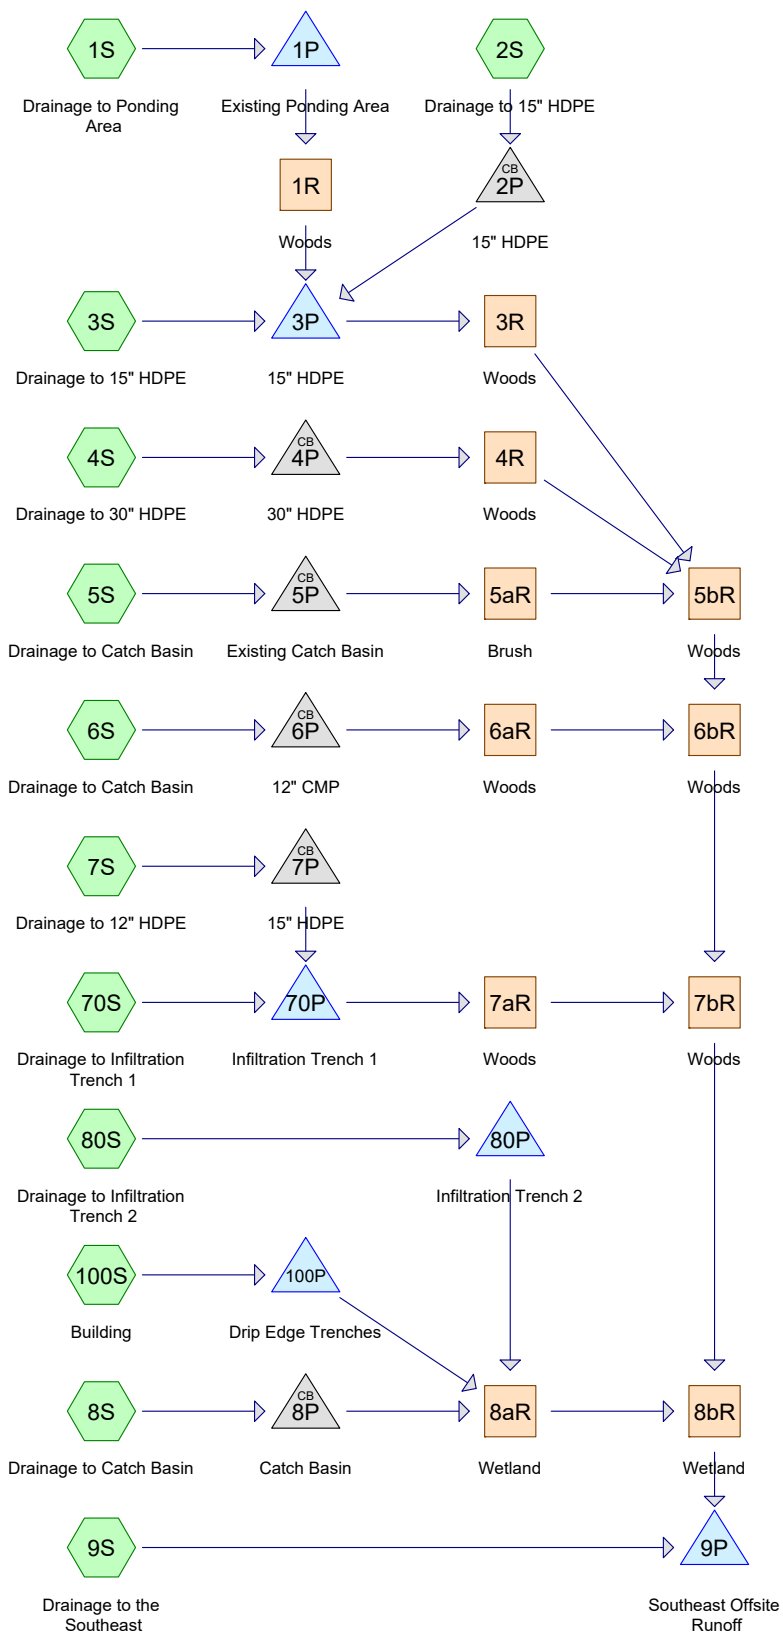 1S
1P
2S
Drainage to Ponding
Area
Existing Ponding Area
Drainage to 15" HDPE
1R
CB
2P
Woods
15" HDPE
3S
3P
3R
Drainage to 15" HDPE
15" HDPE
Woods
4S
CB
4P
4R
Drainage to 30" HDPE
30" HDPE
Woods
5S
CB
5P
5aR
5bR
Drainage to Catch Basin
Existing Catch Basin
Brush
Woods
6S
CB
6P
6aR
6bR
Drainage to Catch Basin
12" CMP
Woods
Woods
7S
CB
7P
Drainage to 12" HDPE
15" HDPE
70S
70P
7aR
7bR
Drainage to Infiltration
Trench 1
Infiltration Trench 1
Woods
Woods
80S
80P
Drainage to Infiltration
Trench 2
Infiltration Trench 2
100S
100P
Building
Drip Edge Trenches
8S
CB
8P
8aR
8bR
Drainage to Catch Basin
Catch Basin
Wetland
Wetland
9S
9P
Drainage to the
Southeast
Southeast Offsite
Runoff